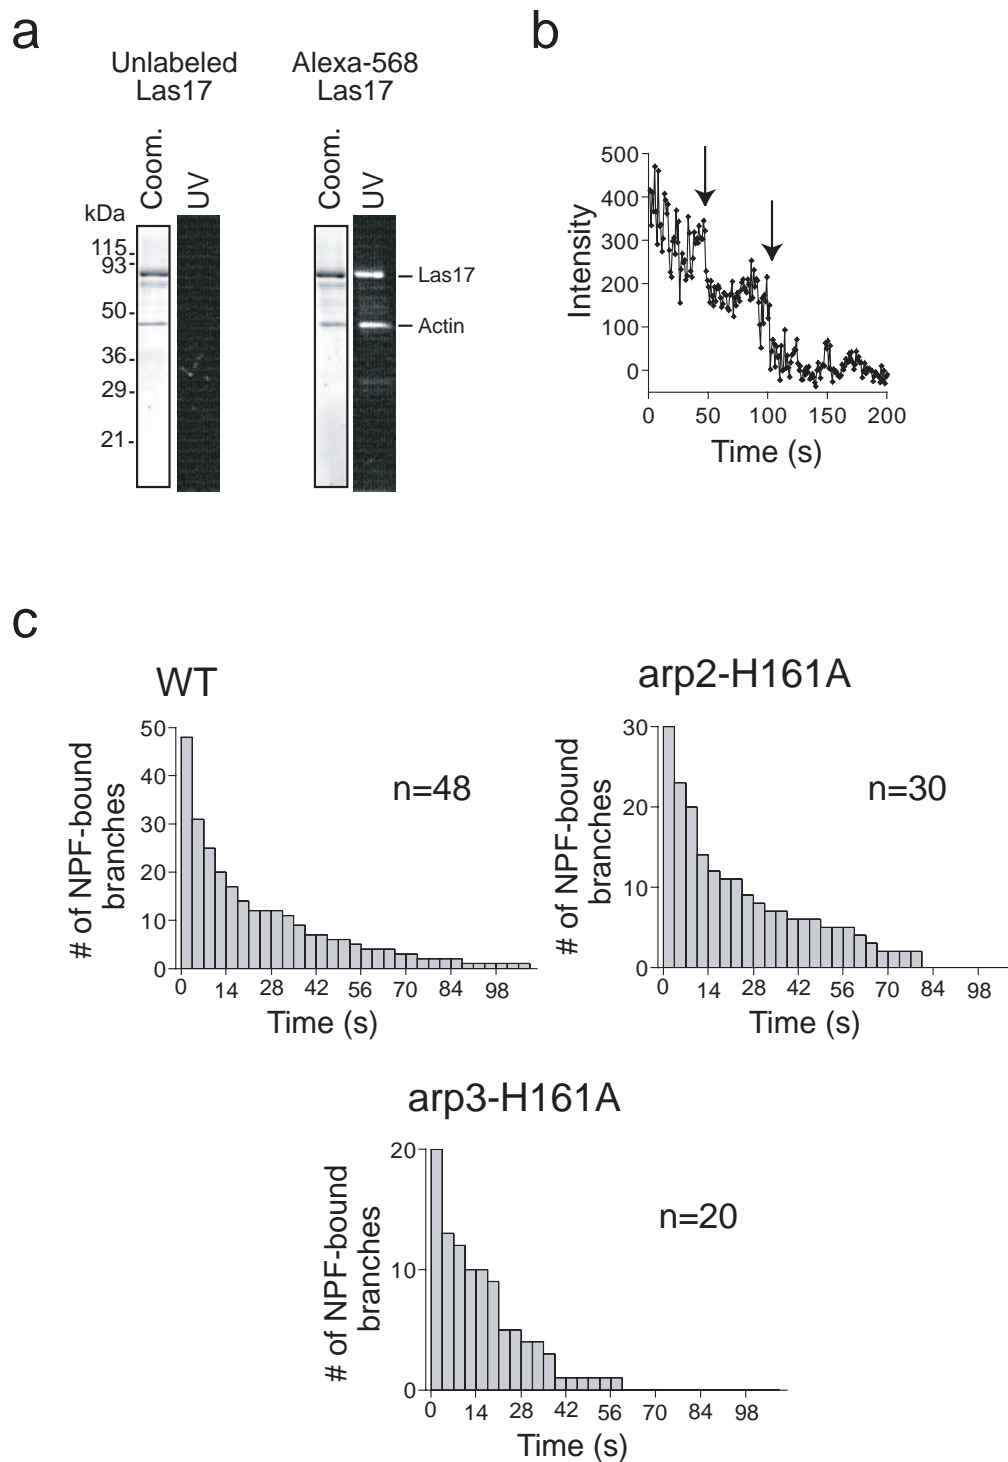 a
Unlabeled
Las17
Alexa-568
Las17
Coom.
UV
Coom.
UV
kDa
115
93
50
36
29
21
Las17
Actin
b
500
400
300
200
100
0
Intensity
0 50 100 150 200
Time (s)
c
WT
50
40
30
20
10
0
# of NPF-bound
branches
n=48
0 14 28 42 56 70 84 98
Time (s)
arp2-H161A
30
20
10
0
# of NPF-bound
branches
n=30
0 14 28 42 56 70 84 98
Time (s)
arp3-H161A
20
10
0
# of NPF-bound
branches
n=20
0 14 28 42 56 70 84 98
Time (s)